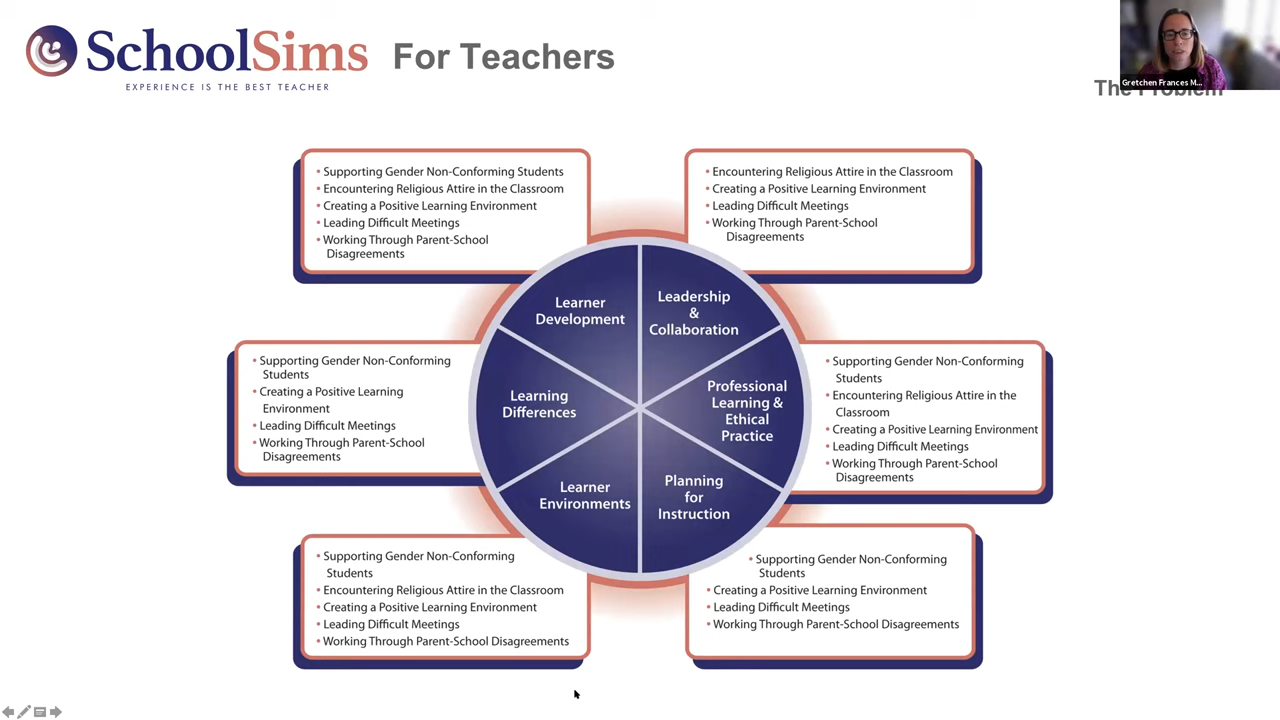 SchoolSims
EXPERIENCE IS THE BEST TEACHER
For Teachers
Gretchen Frances M...
The Problem
• Supporting Gender Non-Conforming Students
• Encountering Religious Attire in the Classroom
• Creating a Positive Learning Environment
• Leading Difficult Meetings
• Working Through Parent-School
Disagreements
• Encountering Religious Attire in the Classroom
• Creating a Positive Learning Environment
• Leading Difficult Meetings
• Working Through Parent-School
Disagreements
Learner
Development
Leadership
&
Collaboration
• Supporting Gender Non-Conforming
Students
• Creating a Positive Learning
Environment
• Leading Difficult Meetings
• Working Through Parent-School
Disagreements
Learning
Differences
Professional
Learning &
Ethical
Practice
• Supporting Gender Non-Conforming
Students
• Encountering Religious Attire in the
Classroom
• Creating a Positive Learning Environment
• Leading Difficult Meetings
• Working Through Parent-School
Disagreements
Learner
Environments
Planning
for
Instruction
• Supporting Gender Non-Conforming
Students
• Encountering Religious Attire in the Classroom
• Creating a Positive Learning Environment
• Leading Difficult Meetings
• Working Through Parent-School Disagreements
• Supporting Gender Non-Conforming
Students
• Creating a Positive Learning Environment
• Leading Difficult Meetings
• Working Through Parent-School Disagreements